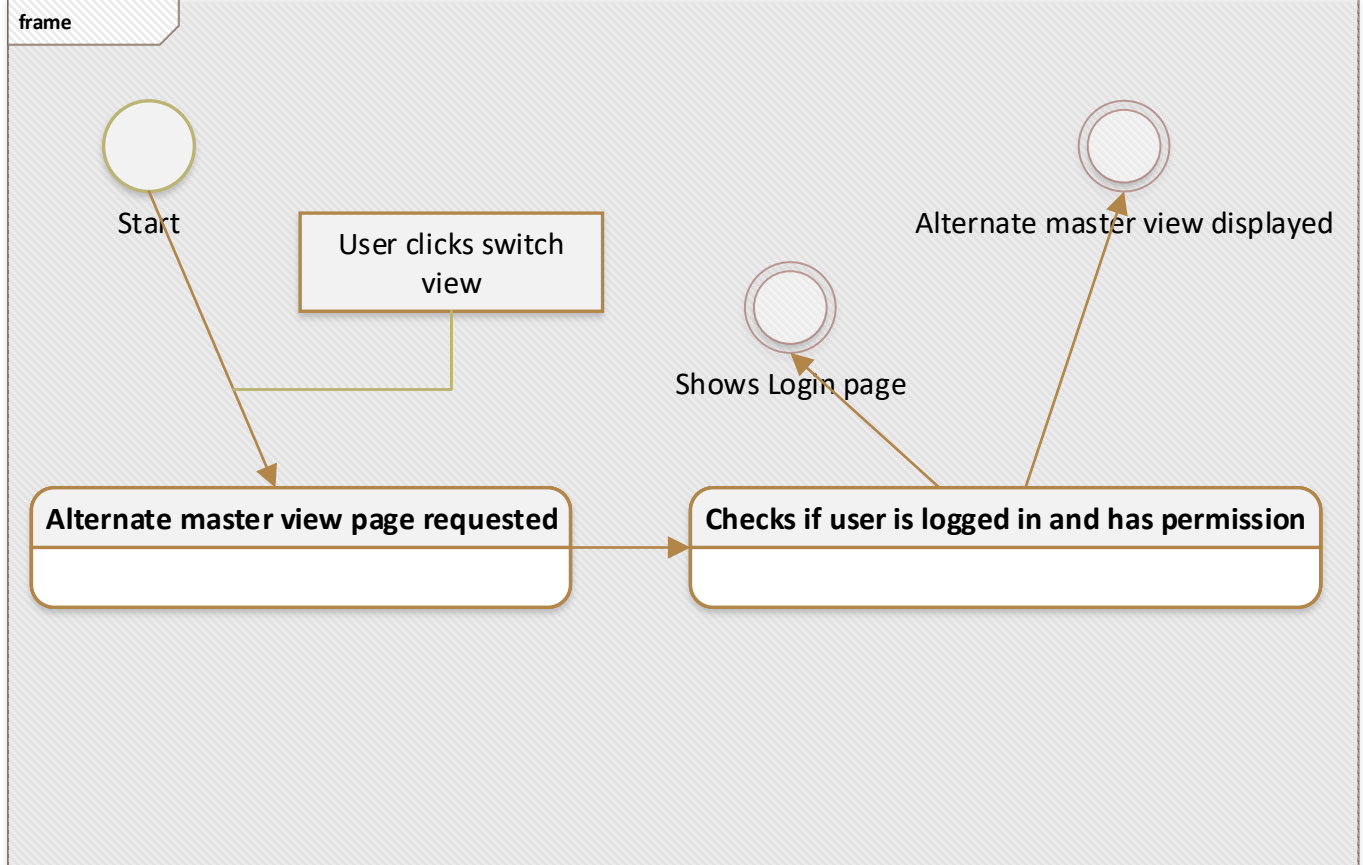 frame
Start
User clicks switch
view
Alternate master view displayed
Shows Login page
Alternate master view page requested
Checks if user is logged in and has permission